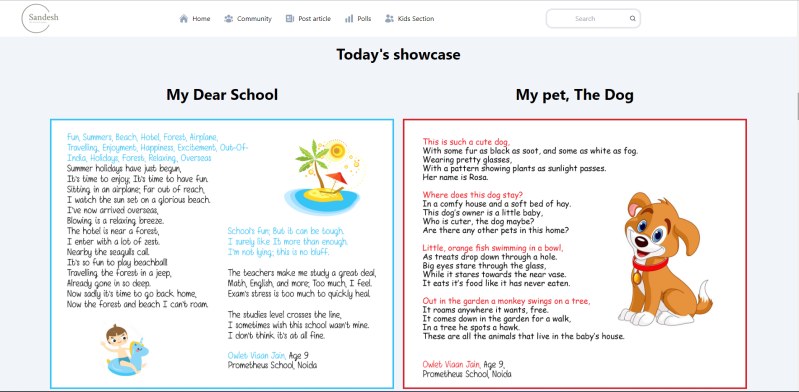 Sandesh
Home
Community
Post article
Polls
Kids Section
Search
Today's showcase
My Dear School
Fun, Summers, Beach, Hotel, Forest, Airplane,
Travelling, Enjoyment, Happiness, Excitement, Out-Of-
India, Holidays, Forest, Relaxing, Overseas
Summer holidays have just begun,
It's time to enjoy; It's time to have fun.
Sitting in an airplane; Far out of reach,
I watch the sun set on a glorious beach.
I've now arrived overseas,
Blowing is a relaxing breeze.
The hotel is near a forest,
I enter with a lot of zest.
Nearby the seagulls call.
It's so fun to play beachball!
Travelling the forest in a jeep,
Already gone in so deep.
Now sadly it's time to go back home,
Now the forest and beach I can't roam.
School's fun; But it can be tough.
I surely like It more than enough.
I'm not lying; this is no bluff.
The teachers make me study a great deal,
Math, English, and more; Too much, I feel.
Exam's stress is too much to quickly heal.
The studies level crosses the line,
I sometimes wish this school wasn't mine.
I don't think it's at all fine.
Owlet Viaan Jain, Age 9
Prometheus School, Noida
My pet, The Dog
This is such a cute dog,
With some fur as black as soot, and some as white as fog.
Wearing pretty glasses,
With a pattern showing plants as sunlight passes.
Her name is Rosa.
Where does this dog stay?
In a comfy house and a soft bed of hay.
This dog's owner is a little baby,
Who is cuter, the dog maybe?
Are there any other pets in this home?
Little, orange fish swimming in a bowl,
As treats drop down through a hole.
Big eyes stare through the glass,
While it stares towards the near vase.
It eats it's food like it has never eaten.
Out in the garden a monkey swings on a tree,
It roams anywhere it wants, free.
It comes down in the garden for a walk,
In a tree he spots a hawk.
These are all the animals that live in the baby's house.
Owlet Viaan Jain, Age 9,
Prometheus School, Noida